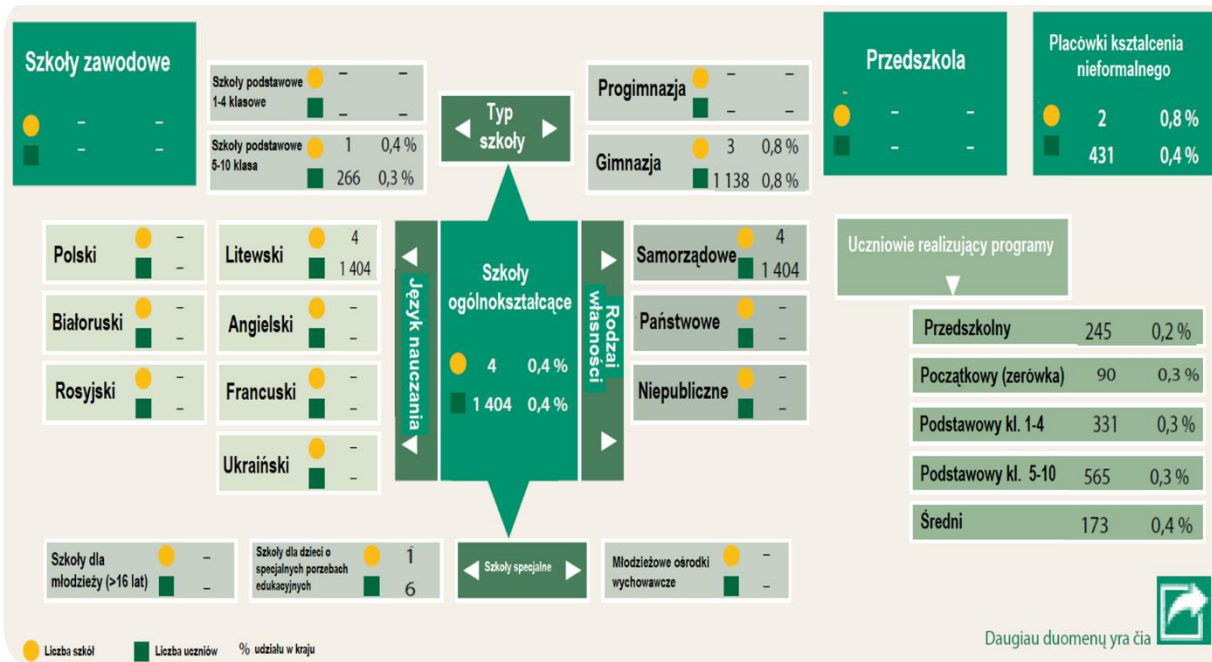 Szkoły zawodowe
– –
– –
Szkoły podstawowe
1-4 klasowe
– –
– –
Szkoły podstawowe
5-10 klasa
1 0,4 %
266 0,3 %
Typ
szkoły
Progimnazja
– –
– –
Gimnazja
3 0,8 %
1 138 0,8 %
Przedszkola
– –
– –
Placówki ksztalcenia
nieformalnego
2 0,8 %
431 0,4 %
Polski
–
–
Litewski
4
1 404
Białoruski
–
–
Angielski
–
–
Rosyjski
–
–
Francuski
–
–
Ukraiński
–
–
Język nauczania
Szkoły
ogólnokształcące
4 0,4 %
1 404 0,4 %
Rodzai
własności
Samorządowe
4
1 404
Państwowe
–
–
Niepubliczne
–
–
Uczniowie realizujący programy
Przedszkolny 245 0,2 %
Początkowy (zerówka) 90 0,3 %
Podstawowy kl. 1-4 331 0,3 %
Podstawowy kl. 5-10 565 0,3 %
Średni 173 0,4 %
Szkoły dla
młodzieży (>16 lat)
–
–
Szkoły dla dzieci o
specjalnych porzebach
edukacyjnych
1
6
Szkoły specjalne
Młodzieżowe ośrodki
wychowawcze
–
–
Daugiau duomenų yra čia
Liczba szkół Liczba uczniów % udziału w kraju